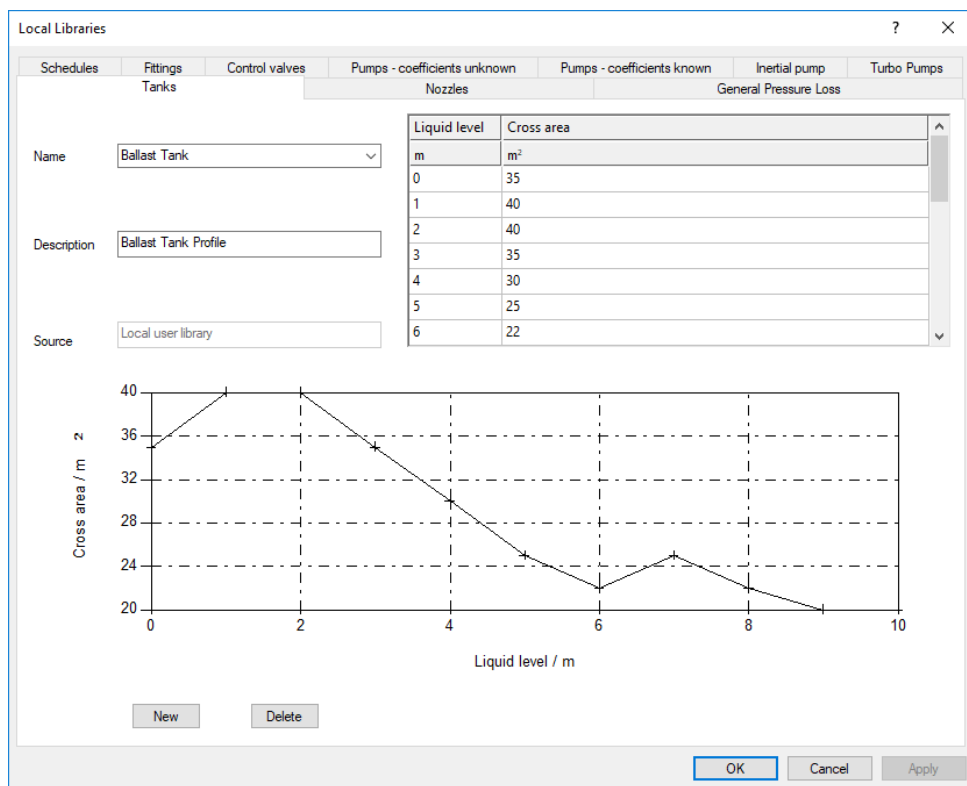 Local Libraries
?
Schedules
Fittings
Control valves
Pumps - coefficients unknown
Pumps - coefficients known
Inertial pump
Turbo Pumps
Tanks
Nozzles
General Pressure Loss
Name
Ballast Tank
Description
Ballast Tank Profile
Source
Local user library
Liquid level Cross area
m m²
0 35
1 40
2 40
3 35
4 30
5 25
6 22
Cross area / m 2
40
36
32
28
24
20
0 2 4 6 8 10
Liquid level / m
New
Delete
OK
Cancel
Apply